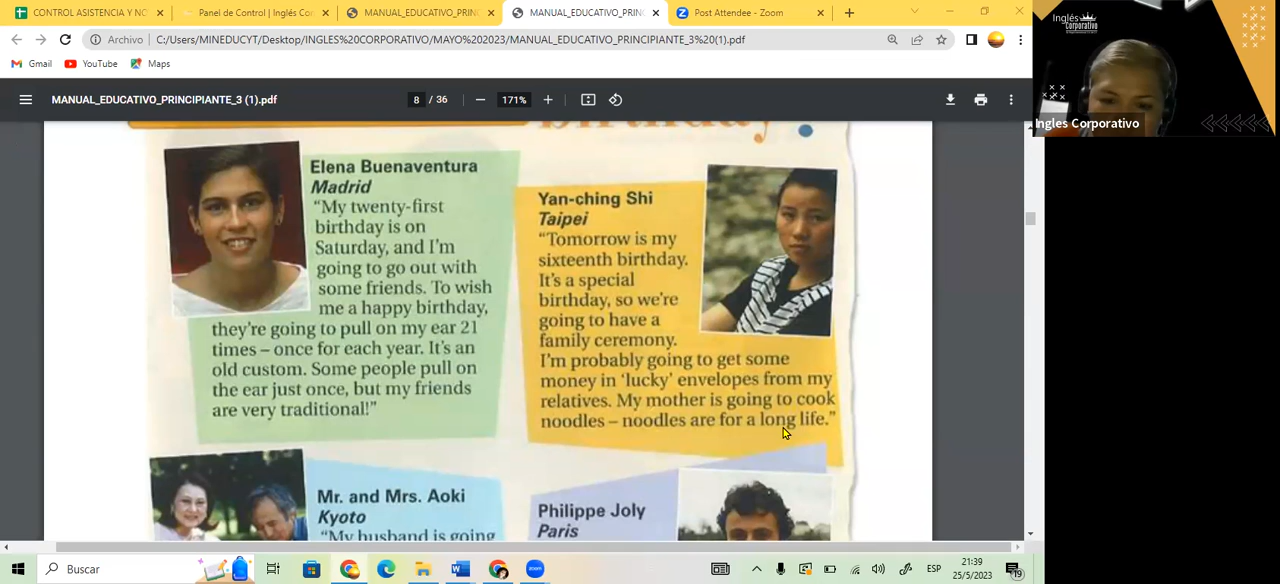 CONTROL ASISTENCIA Y NO
Panel de Control | Inglés Cor
MANUAL_EDUCATIVO_PRIN
MANUAL_EDUCATIVO_PRIN
Post Attendee - Zoom
Archivo
C:/Users/MINEDUCYT/Desktop/INGLES%20CORPORATIVO/MAYO%202023/MANUAL_EDUCATIVO_PRINCIPIANTE_3%20(1).pdf
Gmail
YouTube
Maps
MANUAL_EDUCATIVO_PRINCIPIANTE_3 (1).pdf
8 / 36
171%
birthday
Elena Buenaventura
Madrid
“My twenty-first
birthday is on
Saturday, and I'm
going to go out with
some friends. To wish
me a happy birthday,
they're going to pull on my ear 21
times – once for each year. It's an
old custom. Some people pull on
the ear just once, but my friends
are very traditional!”
Yan-ching Shi
Taipei
“Tomorrow is my
sixteenth birthday.
It's a special
birthday, so we're
going to have a
family ceremony.
I'm probably going to get some
money in ‘lucky’ envelopes from my
relatives. My mother is going to cook
noodles – noodles are for a long life.”
Mr. and Mrs. Aoki
Kyoto
“My husband is going
Philippe Joly
Paris
Inglés
Corporativo
Ingles Corporativo
Buscar
ESP
21:39
25/5/2023
19